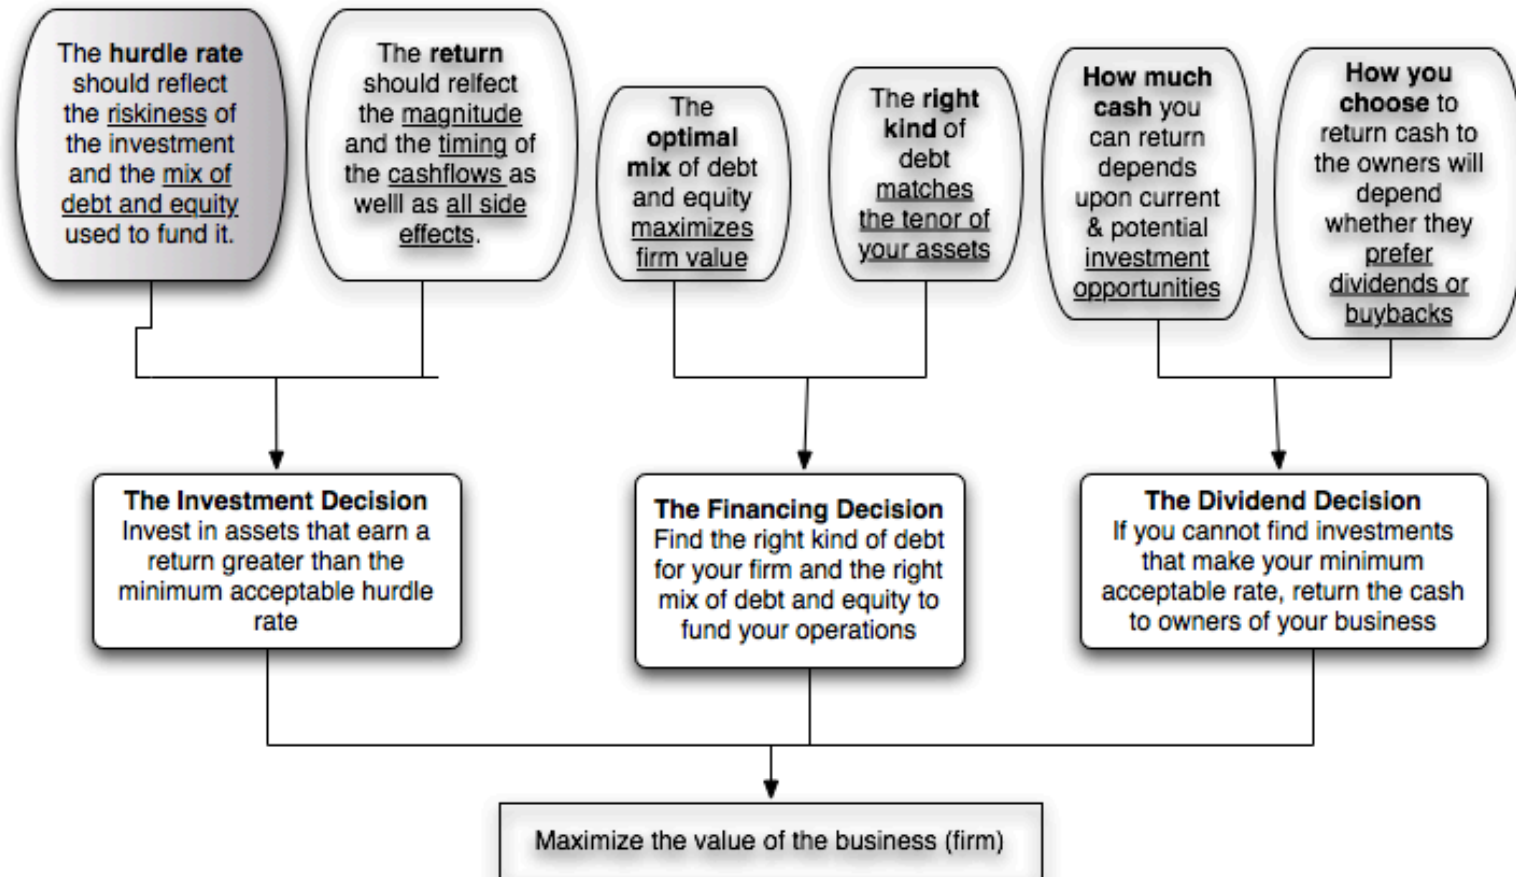 The hurdle rate
should reflect
the riskiness of
the investment
and the mix of
debt and equity
used to fund it.
The return
should relfect
the magnitude
and the timing of
the cashflows as
welll as all side
effects.
The
optimal
mix of debt
and equity
maximizes
firm value
The right
kind of
debt
matches
the tenor of
your assets
How much
cash you
can return
depends
upon current
& potential
investment
opportunities
How you
choose to
return cash to
the owners will
depend
whether they
prefer
dividends or
buybacks
The Investment Decision
Invest in assets that earn a
return greater than the
minimum acceptable hurdle
rate
The Financing Decision
Find the right kind of debt
for your firm and the right
mix of debt and equity to
fund your operations
The Dividend Decision
If you cannot find investments
that make your minimum
acceptable rate, return the cash
to owners of your business
Maximize the value of the business (firm)